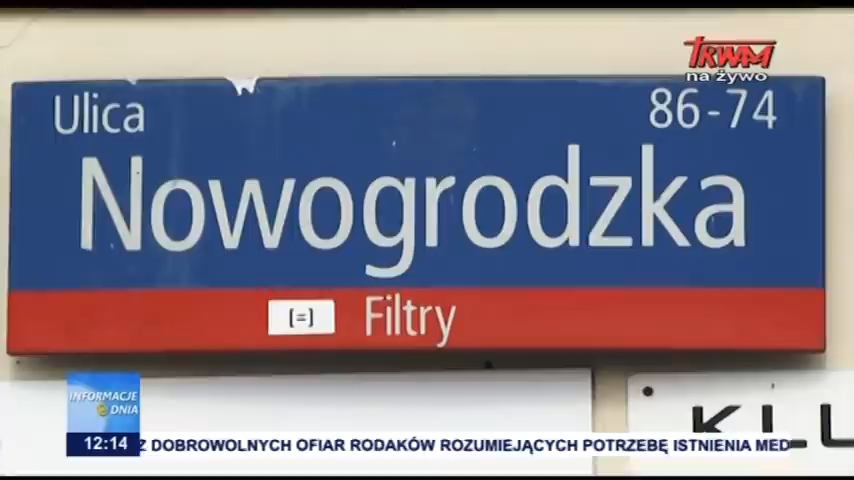 TRWAM
na żywo
Ulica 86-74
Nowogrodzka
[=] Filtry
INFORMACJE
DNIA
KLU
12:14 Z DOBROWOLNYCH OFIAR RODAKÓW ROZUMIEJĄCYCH POTRZEBĘ ISTNIENIA MED